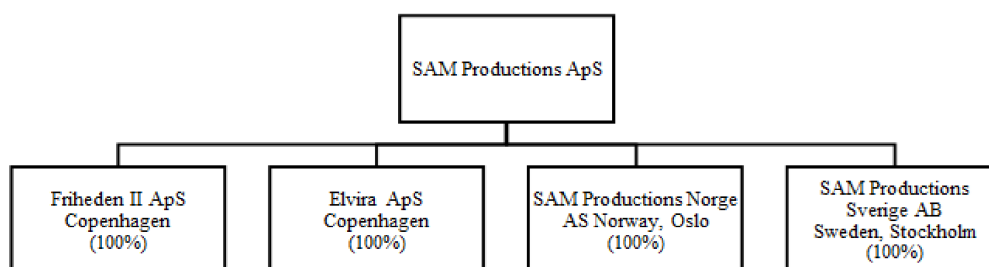 SAM Productions ApS
Friheden II ApS
Copenhagen
(100%)
Elvira ApS
Copenhagen
(100%)
SAM Productions Norge
AS Norway, Oslo
(100%)
SAM Productions
Sverige AB
Sweden, Stockholm
(100%)